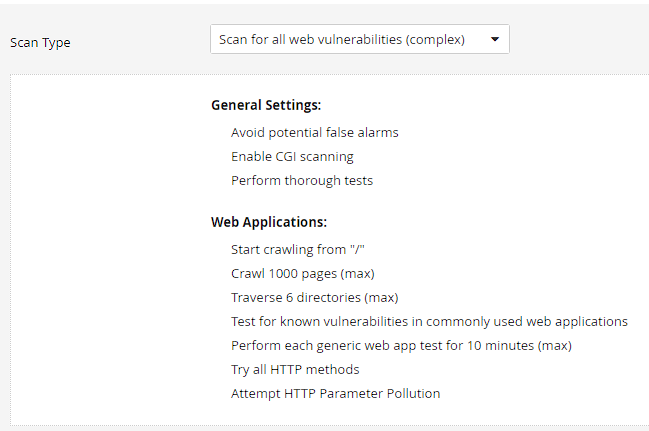 Scan Type
Scan for all web vulnerabilities (complex)
General Settings:
Avoid potential false alarms
Enable CGI scanning
Perform thorough tests
Web Applications:
Start crawling from "/"
Crawl 1000 pages (max)
Traverse 6 directories (max)
Test for known vulnerabilities in commonly used web applications
Perform each generic web app test for 10 minutes (max)
Try all HTTP methods
Attempt HTTP Parameter Pollution